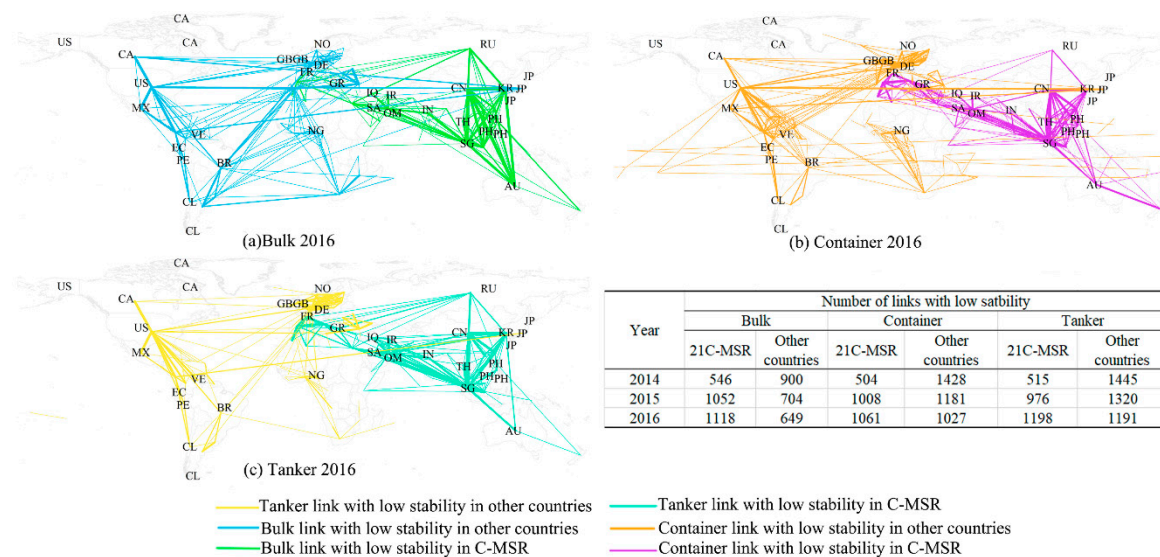 CA
US
CA
CA
NO
GBGB
DE
FR
GR
US
MX
VE
EC
PE
BR
CL
CL
NG
IQ
IR
SA
OM
IN
RU
CN
KR
JP
JP
JP
TH
PH
PH
PH
SG
AU
(a)Bulk 2016
CA
US
CA
CA
NO
GBGB
DE
FR
GR
US
MX
VE
EC
PE
BR
CL
CL
NG
IQ
IR
SA
OM
IN
RU
CN
KR
JP
JP
JP
TH
PH
PH
PH
SG
AU
(b) Container 2016
CA
US
CA
CA
NO
GBGB
DE
FR
GR
US
MX
VE
EC
PE
BR
CL
CL
NG
IQ
IR
SA
OM
IN
RU
CN
KR
JP
JP
JP
TH
PH
PH
PH
SG
AU
(c) Tanker 2016
Year
Number of links with low satbility
Bulk Container Tanker
21C-MSR Other countries 21C-MSR Other countries 21C-MSR Other countries
2014 546 900 504 1428 515 1445
2015 1052 704 1008 1181 976 1320
2016 1118 649 1061 1027 1198 1191
Tanker link with low stability in other countries
Tanker link with low stability in C-MSR
Bulk link with low stability in other countries
Container link with low stability in other countries
Bulk link with low stability in C-MSR
Container link with low stability in C-MSR